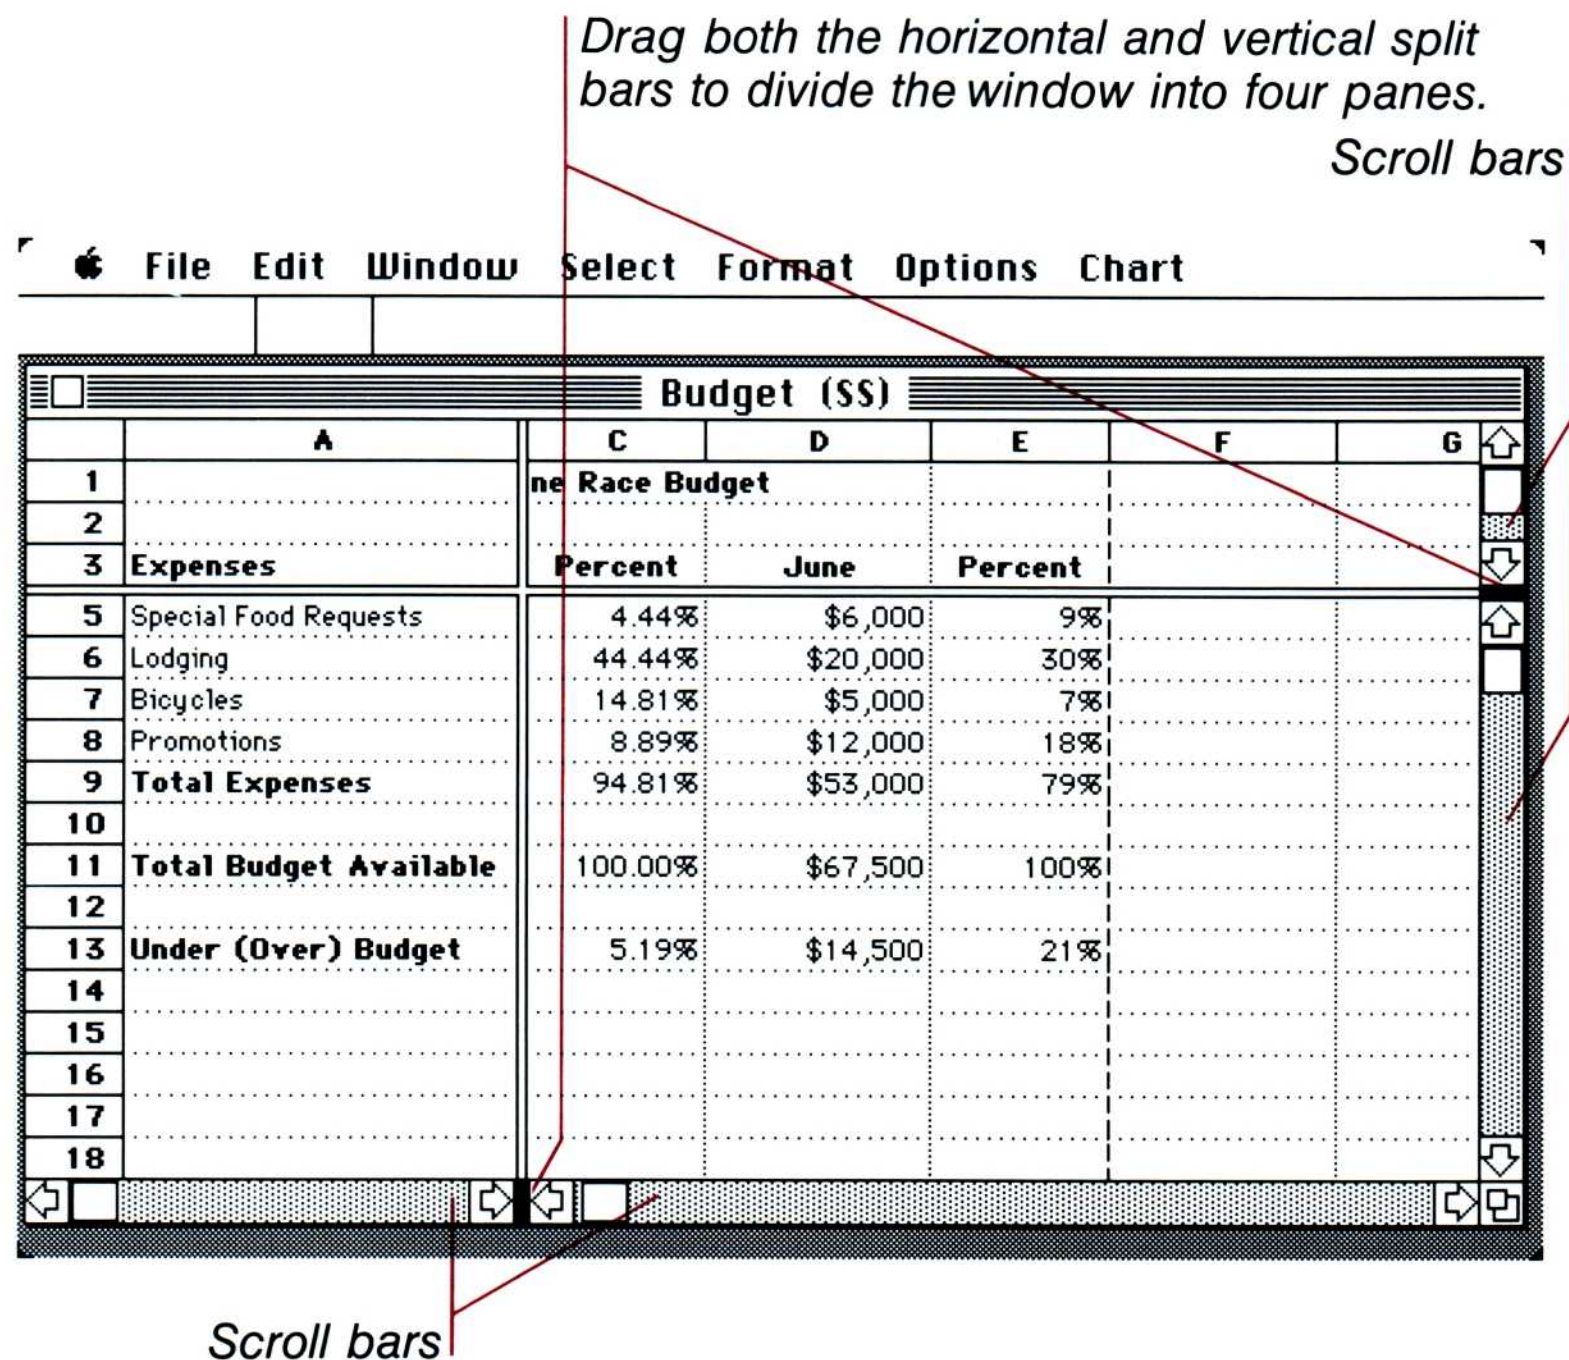 Drag both the horizontal and vertical split
bars to divide the window into four panes.
Scroll bars
File Edit Window Select Format Options Chart
Budget (SS)
A C D E F G
1 ne Race Budget
2
3 Expenses Percent June Percent
5 Special Food Requests 4.44% $6,000 9%
6 Lodging 44.44% $20,000 30%
7 Bicycles 14.81% $5,000 7%
8 Promotions 8.89% $12,000 18%
9 Total Expenses 94.81% $53,000 79%
10
11 Total Budget Available 100.00% $67,500 100%
12
13 Under (Over) Budget 5.19% $14,500 21%
14
15
16
17
18
Scroll bars